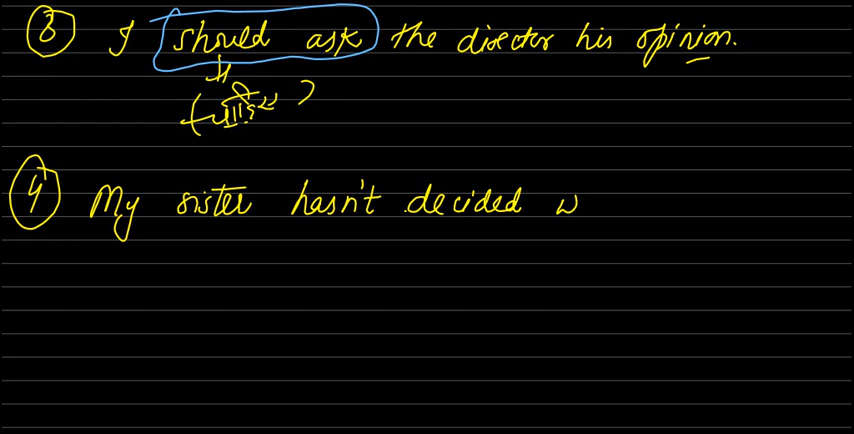 ③ I should ask the director his opinion.
(चाहिए)
④ My sister hasn't decided w